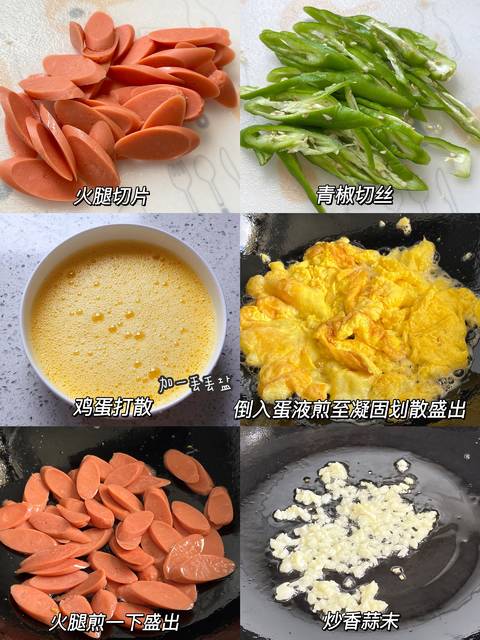 火腿切片
青椒切丝
加一丢丢盐
鸡蛋打散
倒入蛋液煎至凝固划散盛出
火腿煎一下盛出
炒香蒜末